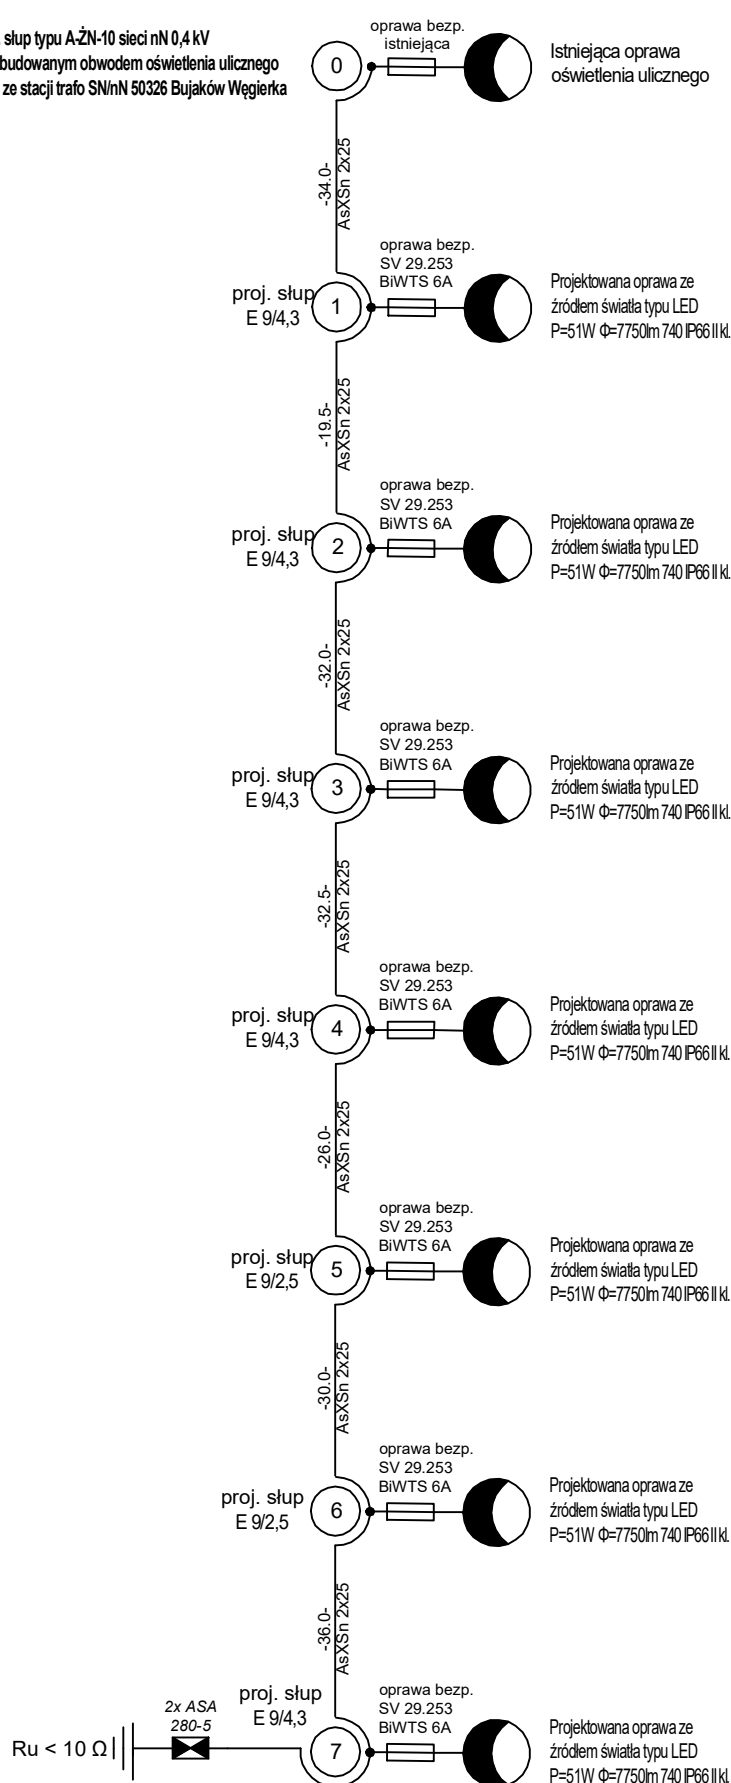 słup typu A-ŻN-10 sieci nN 0,4 kV
budowanym obwodem oświetlenia ulicznego
ze stacji trafo SN/nN 50326 Bujaków Węgierka
0
oprawa bezp.
istniejąca
Istniejąca oprawa
oświetlenia ulicznego
-34.0-
AsXSn 2x25
proj. słup
E 9/4,3
1
oprawa bezp.
SV 29.253
BiWTS 6A
Projektowana oprawa ze
źródłem światła typu LED
P=51W Φ=7750lm 740 IP66 II kl.
-19.5-
AsXSn 2x25
proj. słup
E 9/4,3
2
oprawa bezp.
SV 29.253
BiWTS 6A
Projektowana oprawa ze
źródłem światła typu LED
P=51W Φ=7750lm 740 IP66 II kl.
-32.0-
AsXSn 2x25
proj. słup
E 9/4,3
3
oprawa bezp.
SV 29.253
BiWTS 6A
Projektowana oprawa ze
źródłem światła typu LED
P=51W Φ=7750lm 740 IP66 II kl.
-32.5-
AsXSn 2x25
proj. słup
E 9/4,3
4
oprawa bezp.
SV 29.253
BiWTS 6A
Projektowana oprawa ze
źródłem światła typu LED
P=51W Φ=7750lm 740 IP66 II kl.
-26.0-
AsXSn 2x25
proj. słup
E 9/2,5
5
oprawa bezp.
SV 29.253
BiWTS 6A
Projektowana oprawa ze
źródłem światła typu LED
P=51W Φ=7750lm 740 IP66 II kl.
-30.0-
AsXSn 2x25
proj. słup
E 9/2,5
6
oprawa bezp.
SV 29.253
BiWTS 6A
Projektowana oprawa ze
źródłem światła typu LED
P=51W Φ=7750lm 740 IP66 II kl.
-36.0-
AsXSn 2x25
proj. słup
E 9/4,3
7
2x ASA
280-5
Ru < 10 Ω
oprawa bezp.
SV 29.253
BiWTS 6A
Projektowana oprawa ze
źródłem światła typu LED
P=51W Φ=7750lm 740 IP66 II kl.